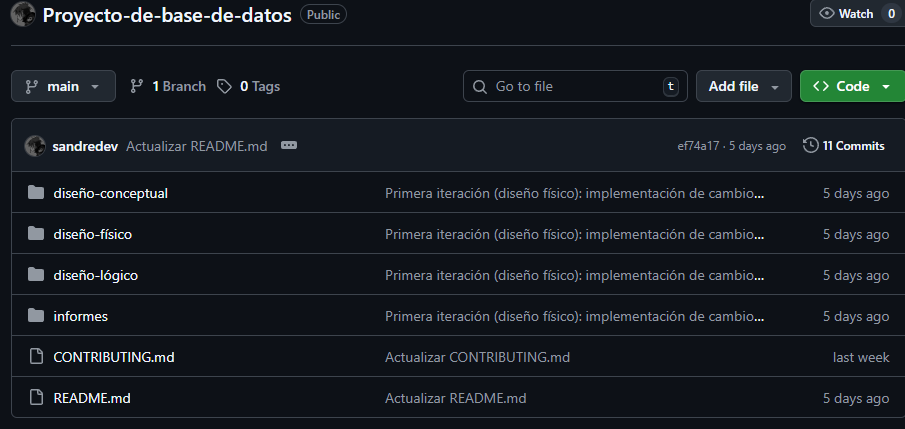 Proyecto-de-base-de-datos Public Watch 0
main 1 Branch 0 Tags Go to file t Add file Code
sandredev Actualizar README.md ef74a17 · 5 days ago 11 Commits
diseño-conceptual Primera iteración (diseño físico): implementación de cambio... 5 days ago
diseño-físico Primera iteración (diseño físico): implementación de cambio... 5 days ago
diseño-lógico Primera iteración (diseño físico): implementación de cambio... 5 days ago
informes Primera iteración (diseño físico): implementación de cambio... 5 days ago
CONTRIBUTING.md Actualizar CONTRIBUTING.md last week
README.md Actualizar README.md 5 days ago